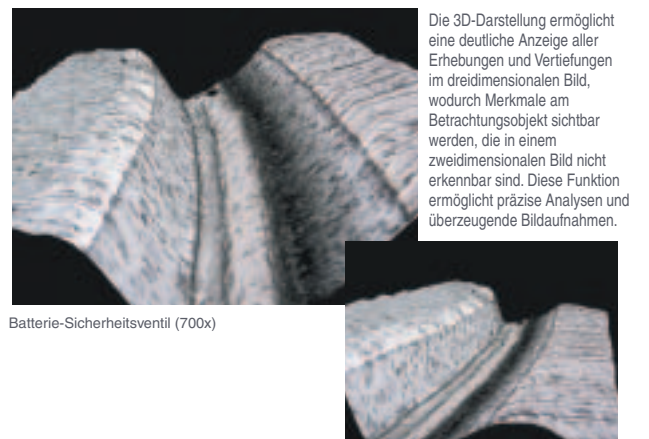 Die 3D-Darstellung ermöglicht
eine deutliche Anzeige aller
Erhebungen und Vertiefungen
im dreidimensionalen Bild,
wodurch Merkmale am
Betrachtungsobjekt sichtbar
werden, die in einem
zweidimensionalen Bild nicht
erkennbar sind. Diese Funktion
ermöglicht präzise Analysen und
überzeugende Bildaufnahmen.
Batterie-Sicherheitsventil (700x)